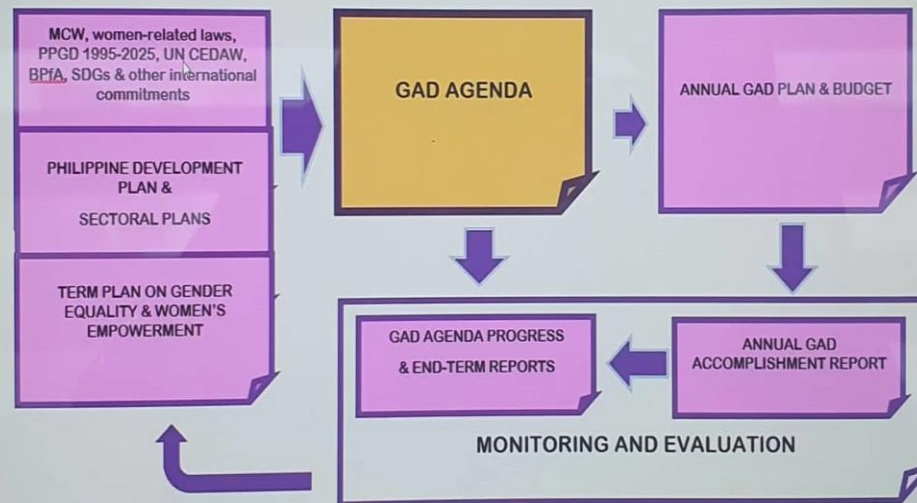 MCW, women-related laws,
PPGD 1995-2025, UN CEDAW,
BPfA, SDGs & other international
commitments
PHILIPPINE DEVELOPMENT
PLAN &
SECTORAL PLANS
TERM PLAN ON GENDER
EQUALITY & WOMEN'S
EMPOWERMENT
GAD AGENDA
ANNUAL GAD PLAN & BUDGET
GAD AGENDA PROGRESS
& END-TERM REPORTS
ANNUAL GAD
ACCOMPLISHMENT REPORT
MONITORING AND EVALUATION